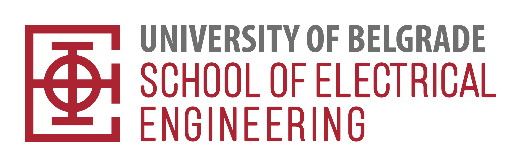 UNIVERSITY OF BELGRADE
SCHOOL OF ELECTRICAL
ENGINEERING